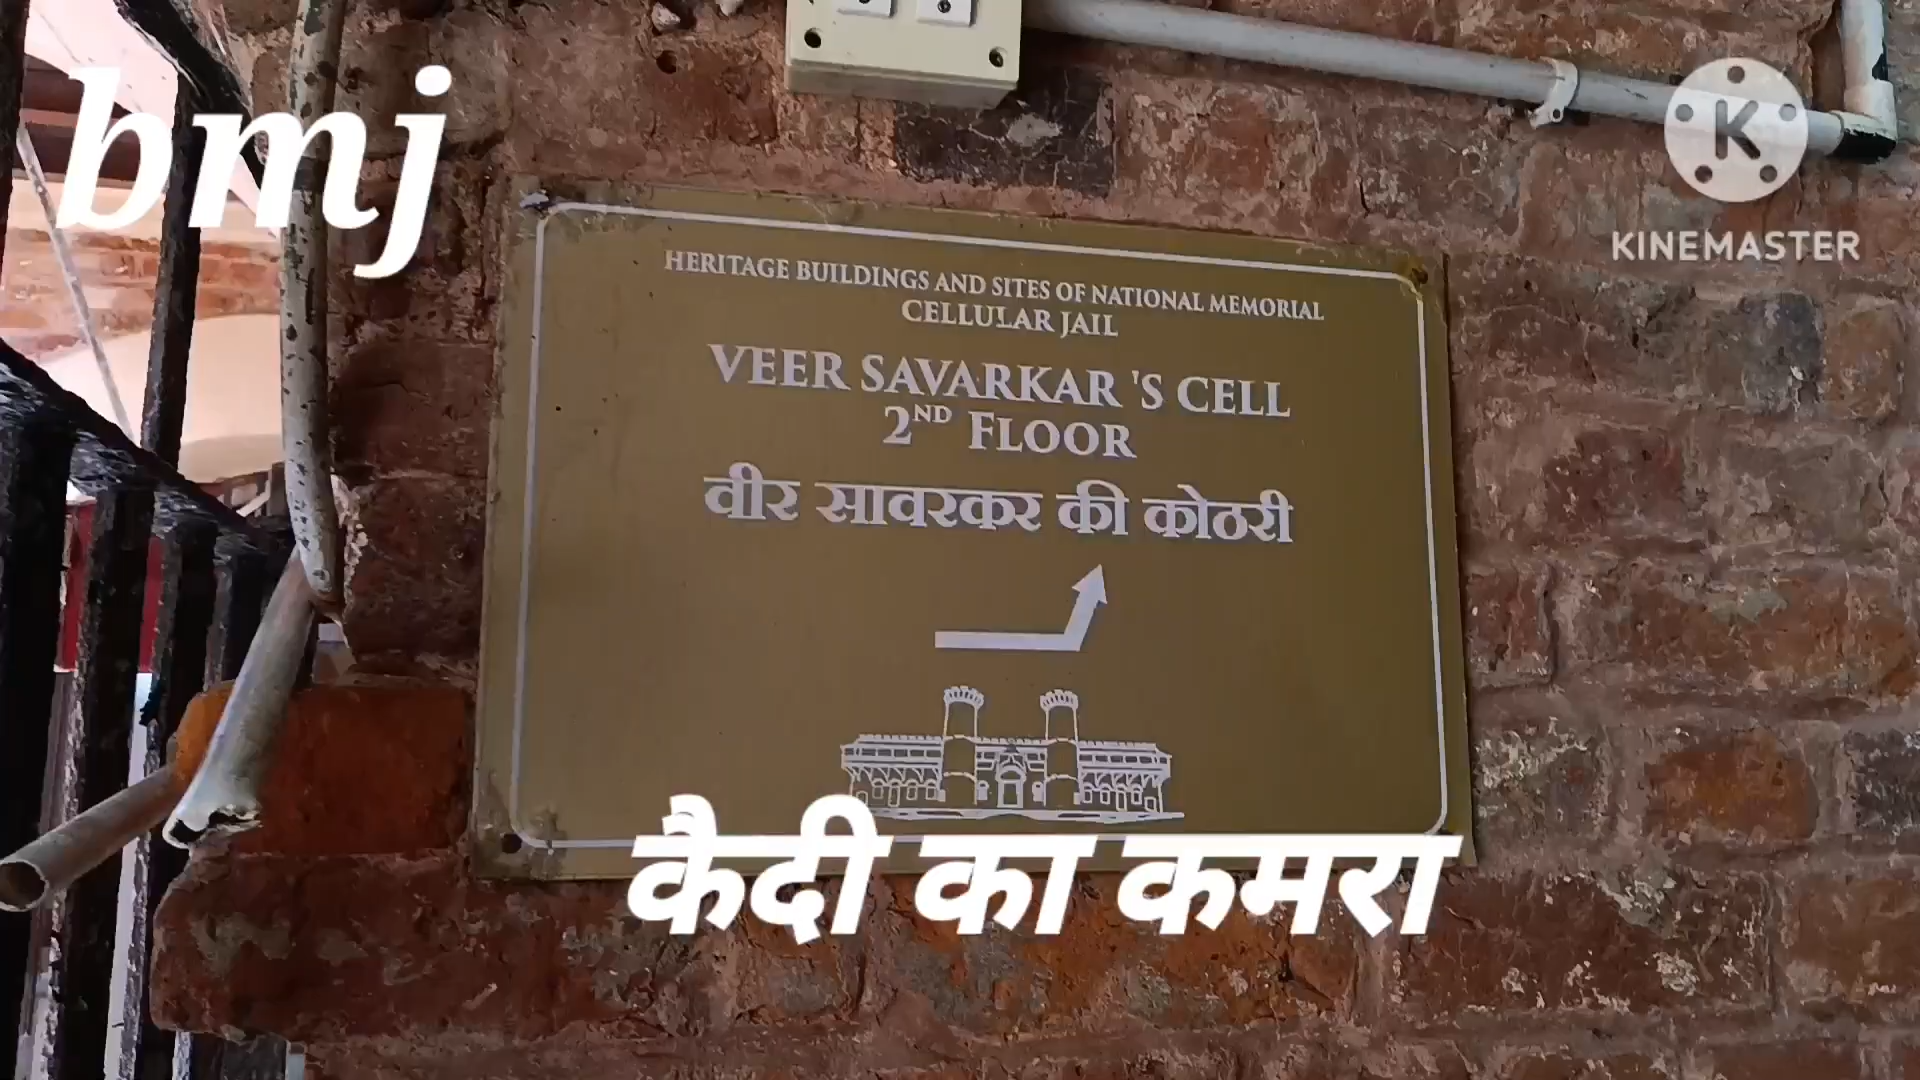 bmj
KINEMASTER
HERITAGE BUILDINGS AND SITES OF NATIONAL MEMORIAL
CELLULAR JAIL
VEER SAVARKAR 'S CELL
2ND FLOOR
वीर सावरकर की कोठरी
कैदी का कमरा